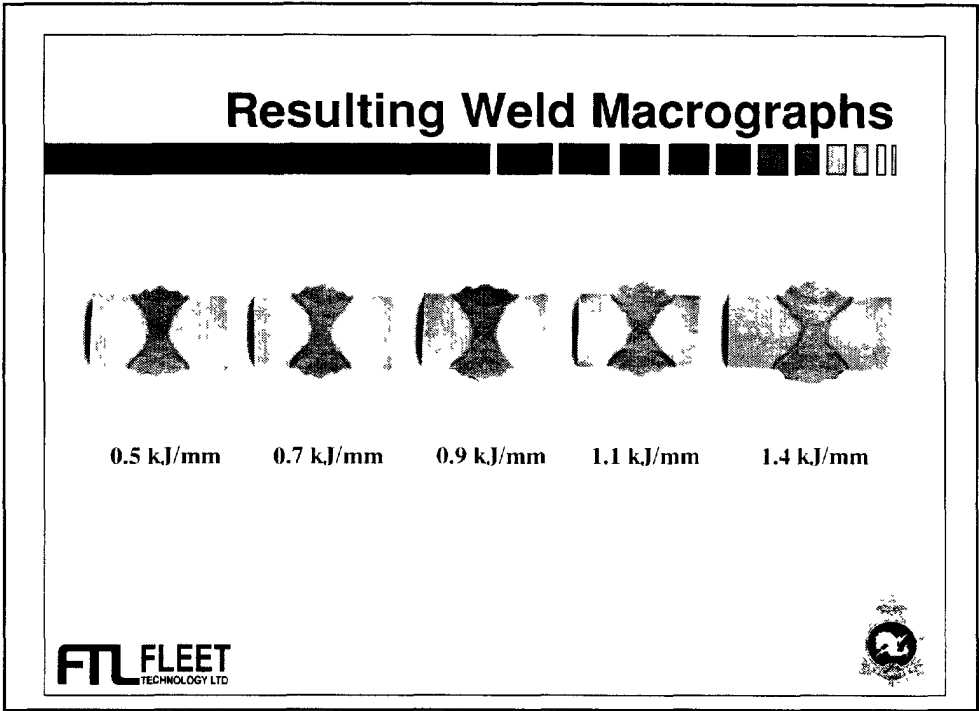 Resulting Weld Macrographs
0.5 kJ/mm 0.7 kJ/mm 0.9 kJ/mm 1.1 kJ/mm 1.4 kJ/mm
FTL FLEET
TECHNOLOGY LTD